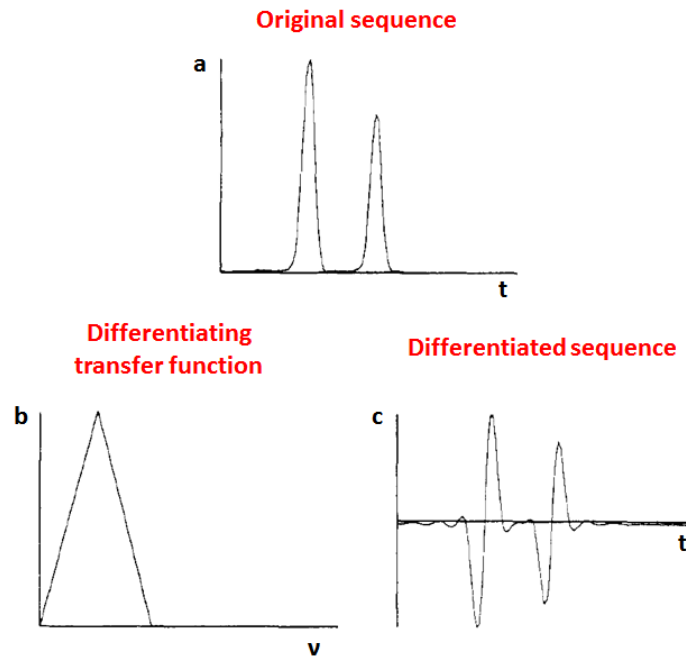 Original sequence
a
t
Differentiating
transfer function
Differentiated sequence
b
c
t
ν